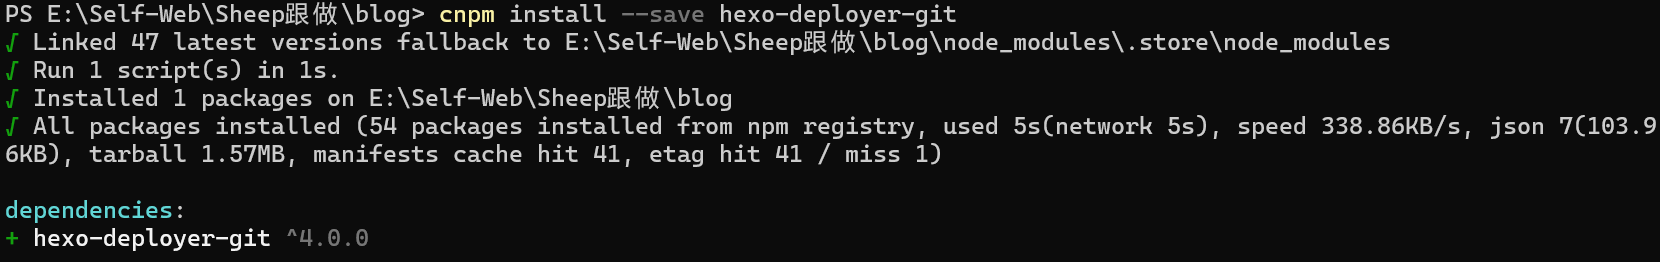 PS E:\Self-Web\Sheep跟做\blog> cnpm install --save hexo-deployer-git
√ Linked 47 latest versions fallback to E:\Self-Web\Sheep跟做\blog\node_modules\.store\node_modules
√ Run 1 script(s) in 1s.
√ Installed 1 packages on E:\Self-Web\Sheep跟做\blog
√ All packages installed (54 packages installed from npm registry, used 5s(network 5s), speed 338.86KB/s, json 7(103.9
6KB), tarball 1.57MB, manifests cache hit 41, etag hit 41 / miss 1)
dependencies:
+ hexo-deployer-git ^4.0.0